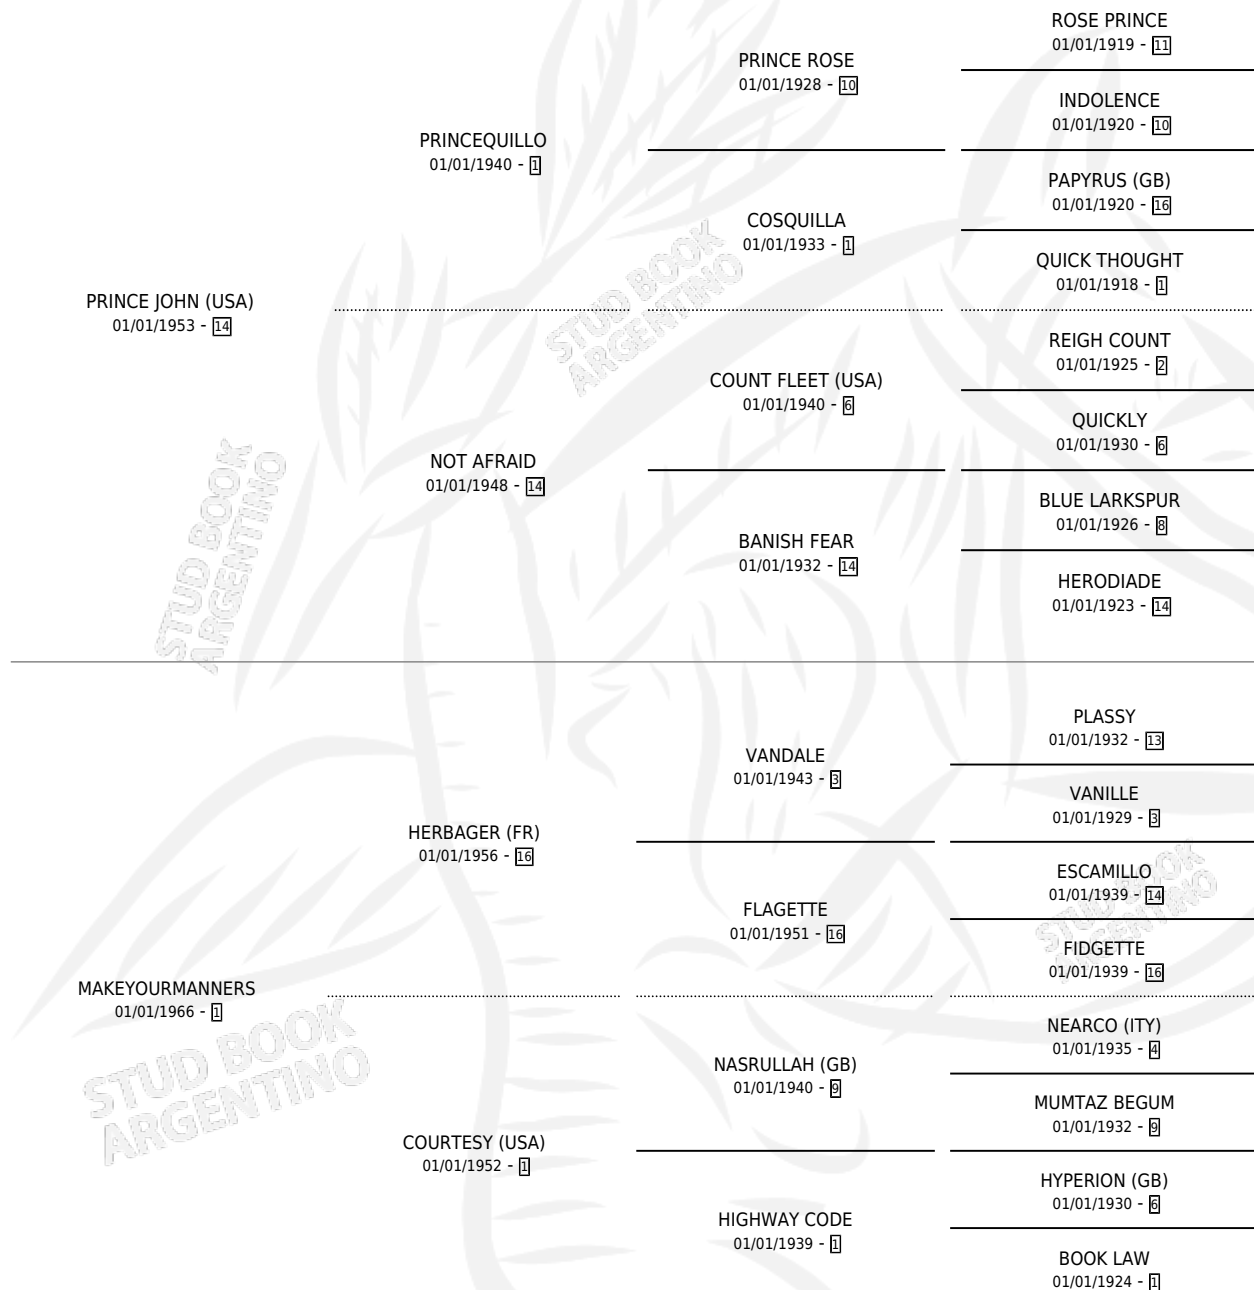 ROSE PRINCE
01/01/1919 - 11
PRINCE ROSE
01/01/1928 - 10
INDOLENCE
01/01/1920 - 10
PRINCEQUILLO
01/01/1940 - 1
PAPYRUS (GB)
01/01/1920 - 16
COSQUILLA
01/01/1933 - 1
QUICK THOUGHT
01/01/1918 - 1
PRINCE JOHN (USA)
01/01/1953 - 14
REIGH COUNT
01/01/1925 - 2
COUNT FLEET (USA)
01/01/1940 - 6
QUICKLY
01/01/1930 - 6
NOT AFRAID
01/01/1948 - 14
BLUE LARKSPUR
01/01/1926 - 8
BANISH FEAR
01/01/1932 - 14
HERODIADE
01/01/1923 - 14
PLASSY
01/01/1932 - 13
VANDALE
01/01/1943 - 3
VANILLE
01/01/1929 - 3
HERBAGER (FR)
01/01/1956 - 16
ESCAMILLO
01/01/1939 - 14
FLAGETTE
01/01/1951 - 16
FIDGETTE
01/01/1939 - 16
MAKEYOURMANNERS
01/01/1966 - 1
NEARCO (ITY)
01/01/1935 - 4
NASRULLAH (GB)
01/01/1940 - 9
MUMTAZ BEGUM
01/01/1932 - 9
COURTESY (USA)
01/01/1952 - 1
HYPERION (GB)
01/01/1930 - 6
HIGHWAY CODE
01/01/1939 - 1
BOOK LAW
01/01/1924 - 1
STUD BOOK
ARGENTINO
STUD BOOK
ARGENTINO
STUD BOOK
ARGENTINO
STUD BOOK
ARGENTINO